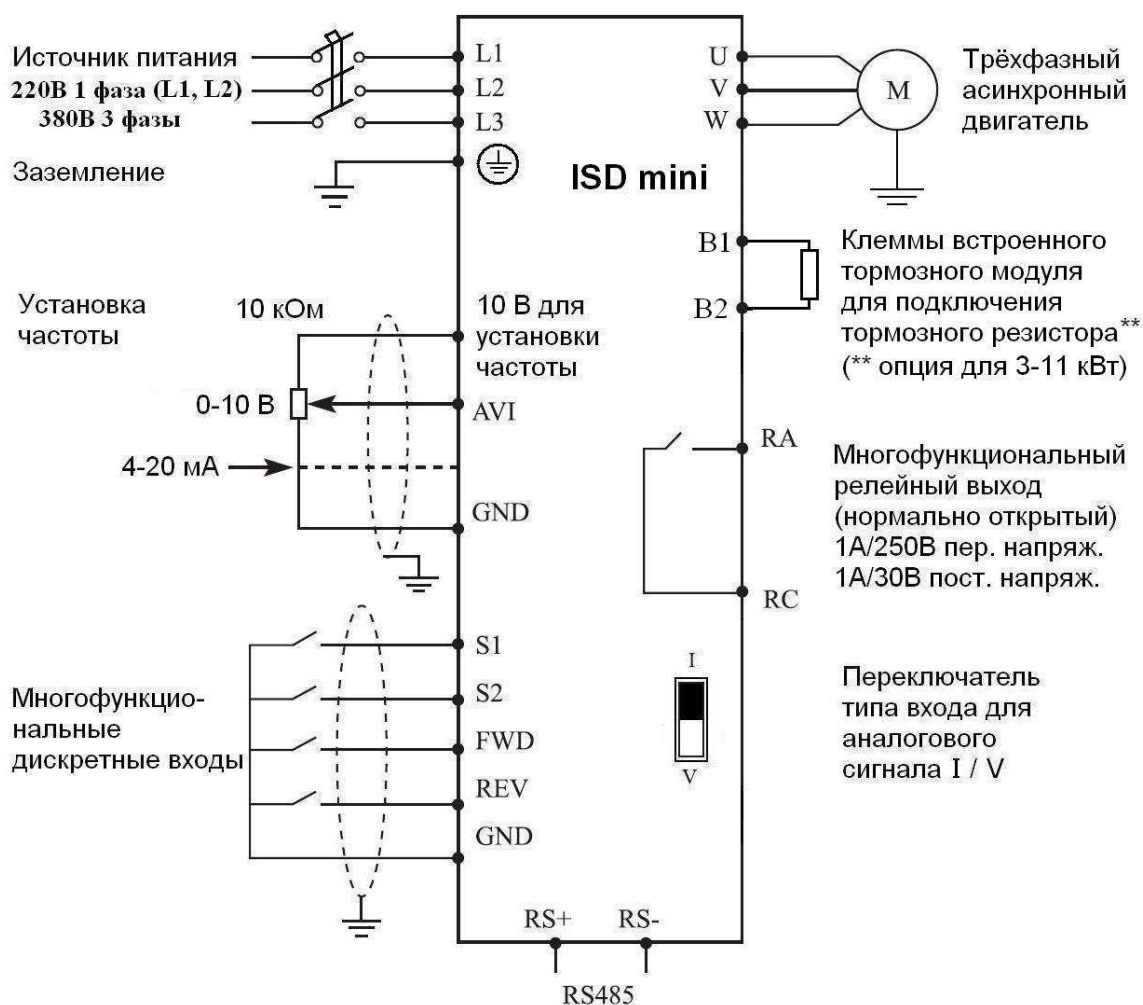 Источник питания
220В 1 фаза (L1, L2)
380В 3 фазы
Заземление
L1
L2
L3
ISD mini
U
V
W
M
Трёхфазный
асинхронный
двигатель
B1
B2
Клеммы встроенного
тормозного модуля
для подключения
тормозного резистора**
(** опция для 3-11 кВт)
Установка
частоты
10 кОм
10 В для
установки
частоты
0-10 В
AVI
4-20 мА
GND
RA
RC
Многофункциональный
релейный выход
(нормально открытый)
1А/250В пер. напряж.
1А/30В пост. напряж.
Многофункцио-
нальные
дискретные входы
S1
S2
FWD
REV
GND
I
V
Переключатель
типа входа для
аналогового
сигнала I / V
RS+
RS-
RS485